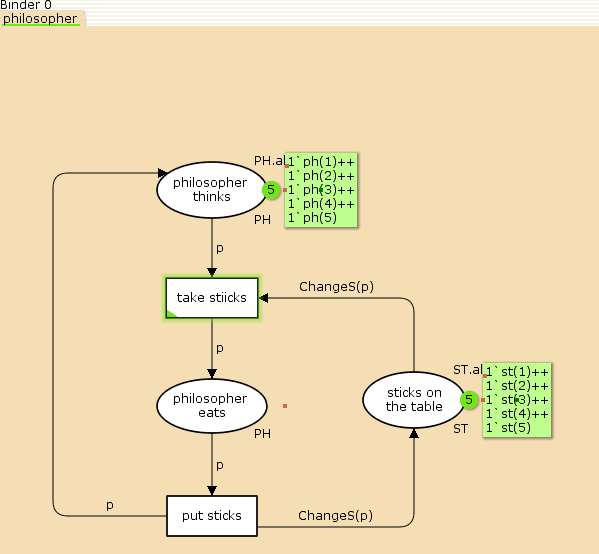 Binder 0
philosopher
PH.al
1`ph(1)++
1`ph(2)++
1`ph(3)++
1`ph(4)++
1`ph(5)
philosopher
thinks
5
PH
p
take stiicks
ChangeS(p)
p
ST.al
1`st(1)++
1`st(2)++
1`st(3)++
1`st(4)++
1`st(5)
philosopher
eats
sticks on
the table
5
PH
ST
p
p
put sticks
ChangeS(p)